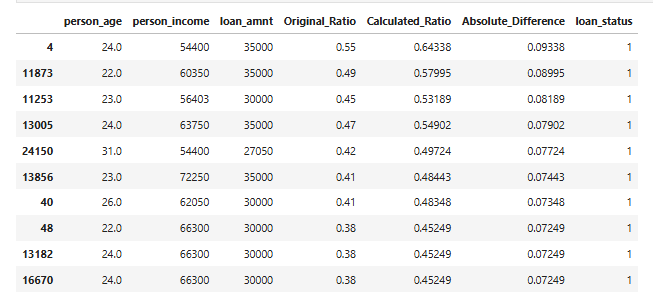 person_age person_income loan_amnt Original_Ratio Calculated_Ratio Absolute_Difference loan_status
4 24.0 54400 35000 0.55 0.64338 0.09338 1
11873 22.0 60350 35000 0.49 0.57995 0.08995 1
11253 23.0 56403 30000 0.45 0.53189 0.08189 1
13005 24.0 63750 35000 0.47 0.54902 0.07902 1
24150 31.0 54400 27050 0.42 0.49724 0.07724 1
13856 23.0 72250 35000 0.41 0.48443 0.07443 1
40 26.0 62050 30000 0.41 0.48348 0.07348 1
48 22.0 66300 30000 0.38 0.45249 0.07249 1
13182 24.0 66300 30000 0.38 0.45249 0.07249 1
16670 24.0 66300 30000 0.38 0.45249 0.07249 1